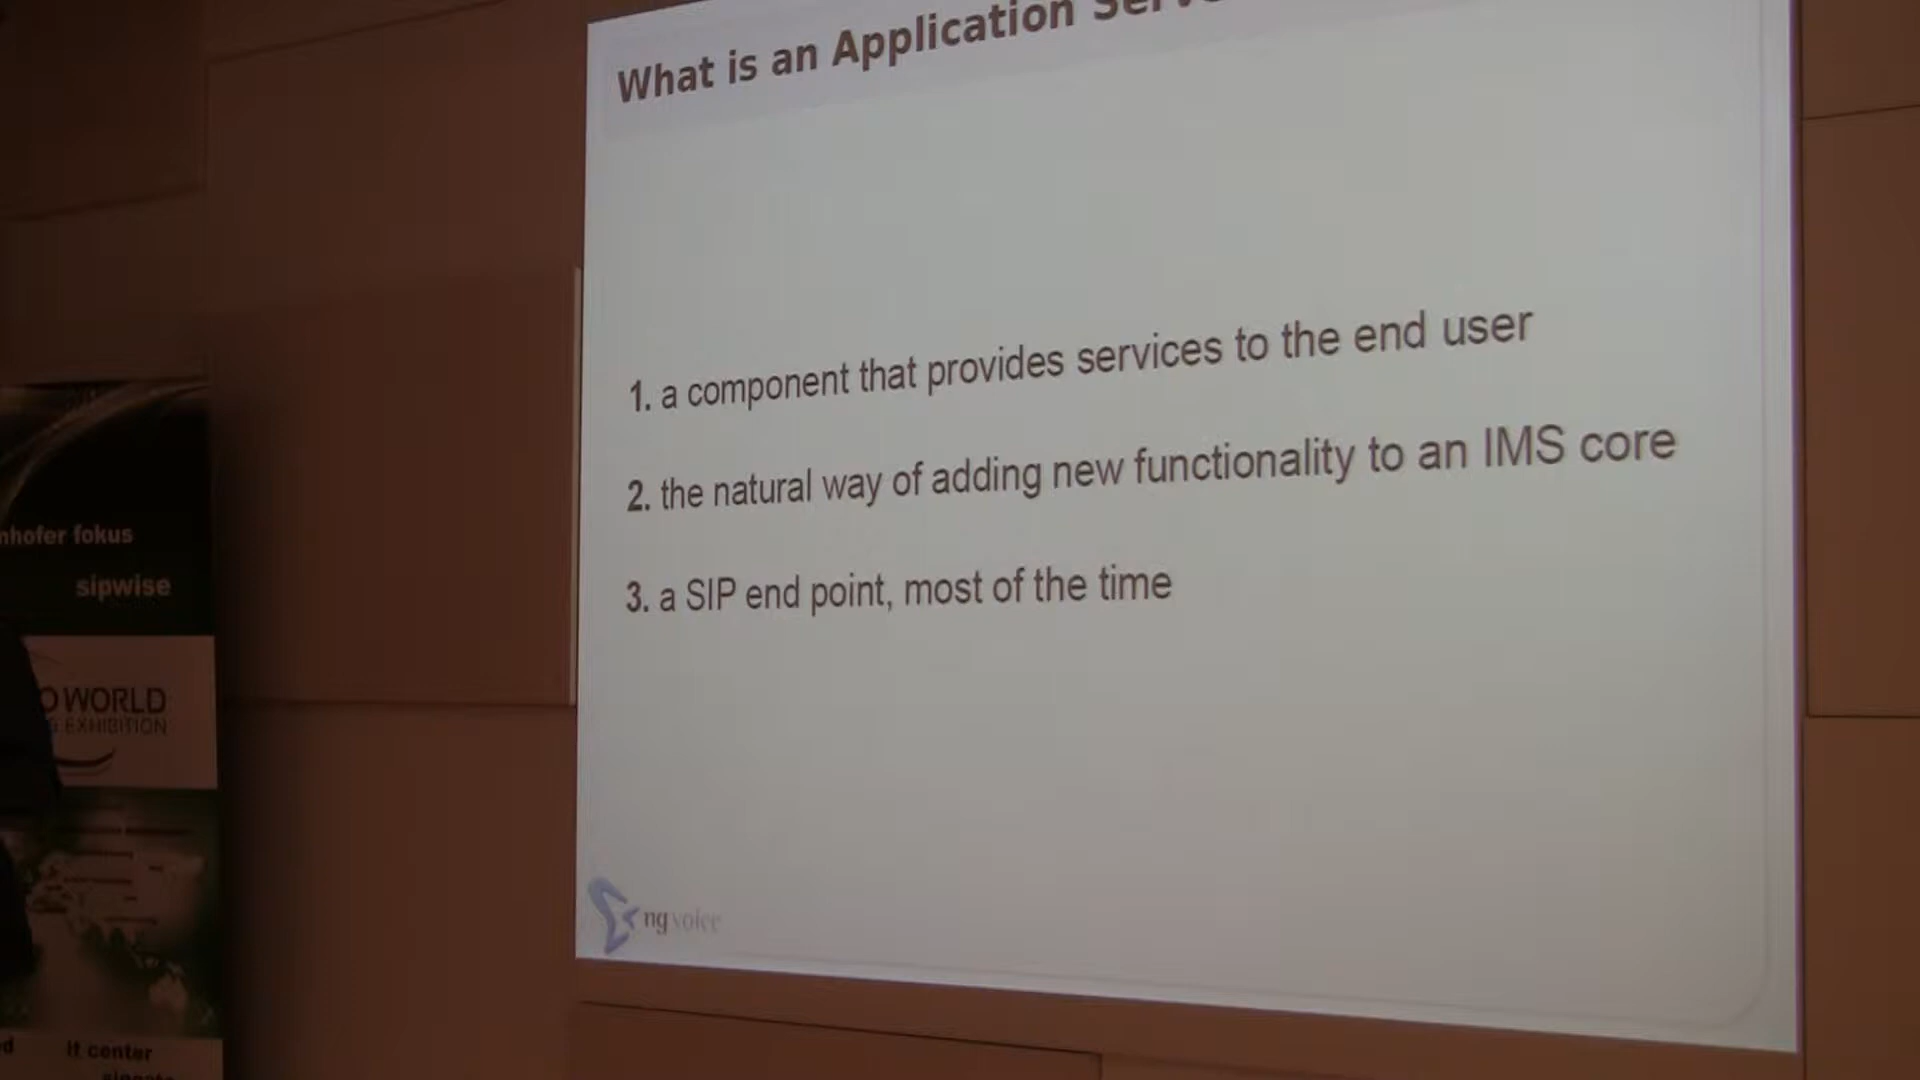 What is an Application
1. a component that provides services to the end user
2. the natural way of adding new functionality to an IMS core
3. a SIP end point, most of the time
ng voice
fokus
sipwise
WORLD
EXHIBITION
it center